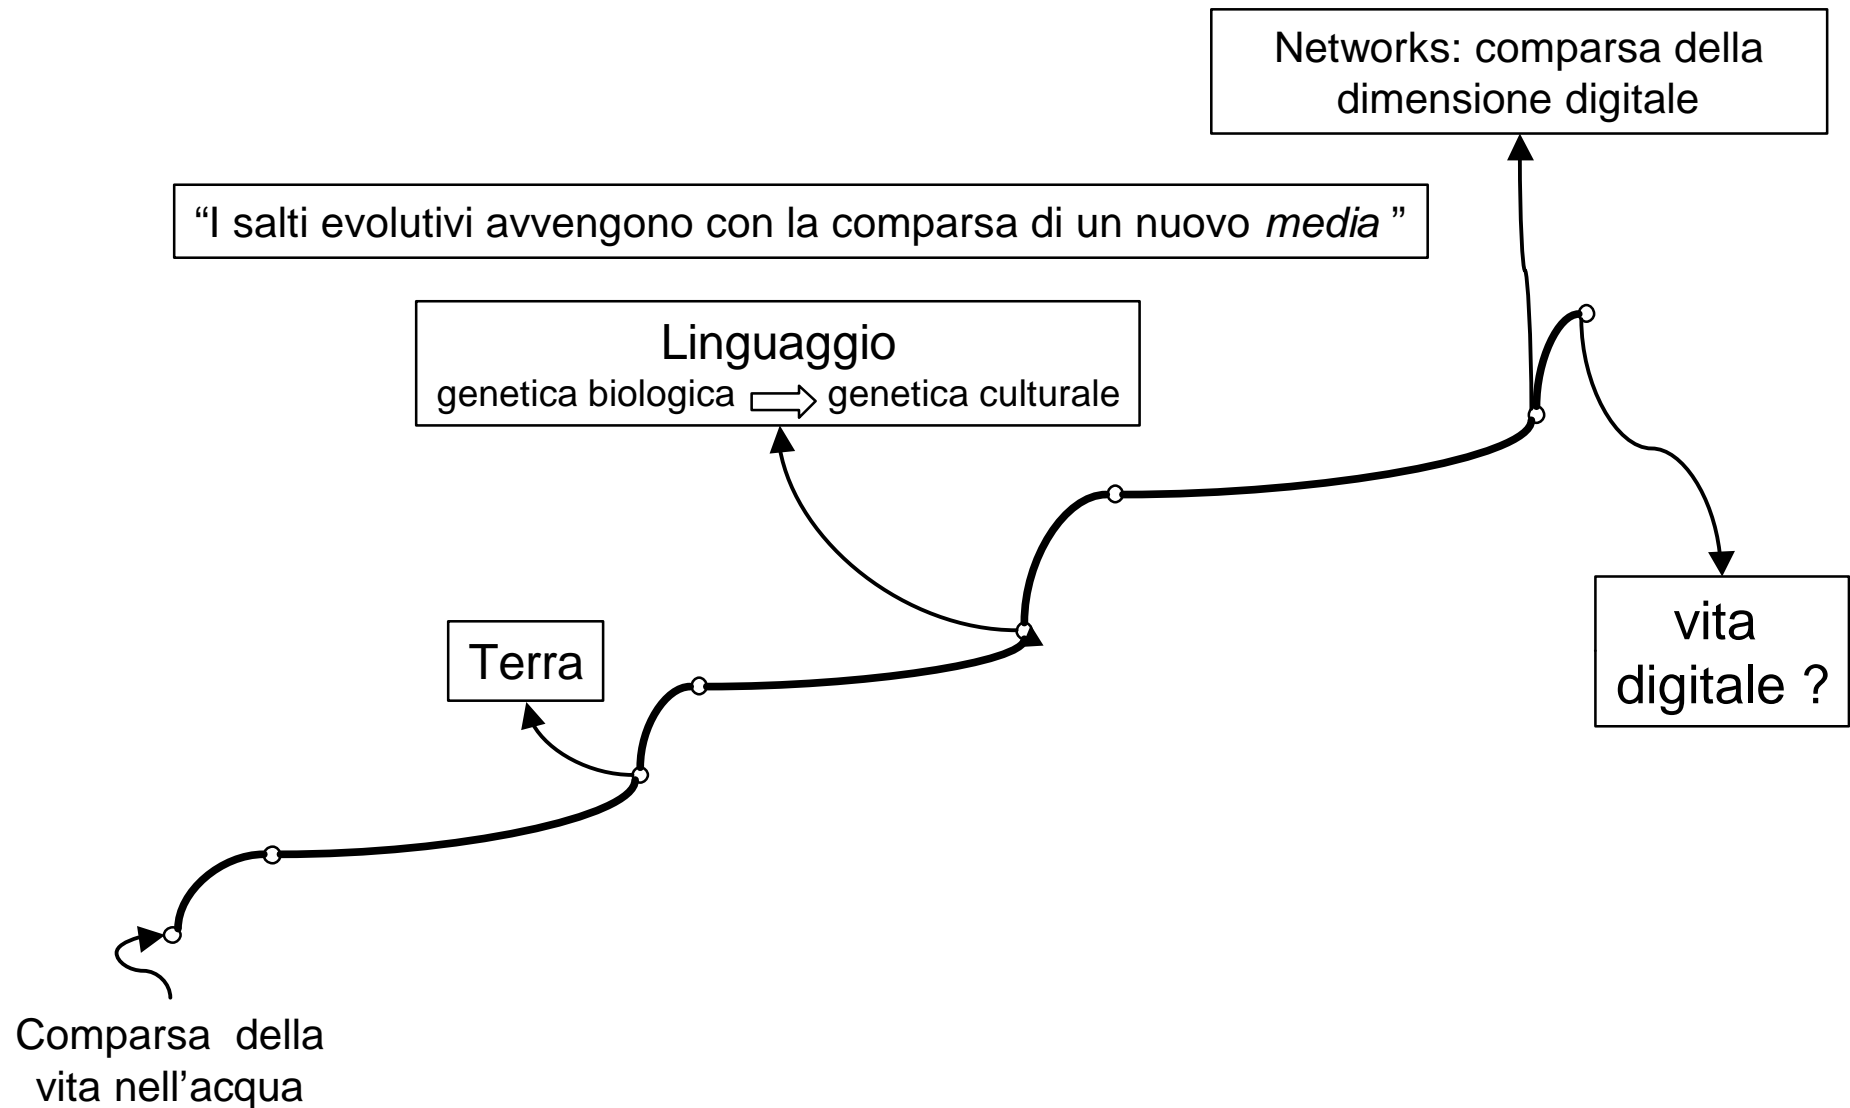 Networks: comparsa della
dimensione digitale
“I salti evolutivi avvengono con la comparsa di un nuovo media ”
Linguaggio
genetica biologica genetica culturale
Terra
vita
digitale ?
Comparsa della
vita nell’acqua